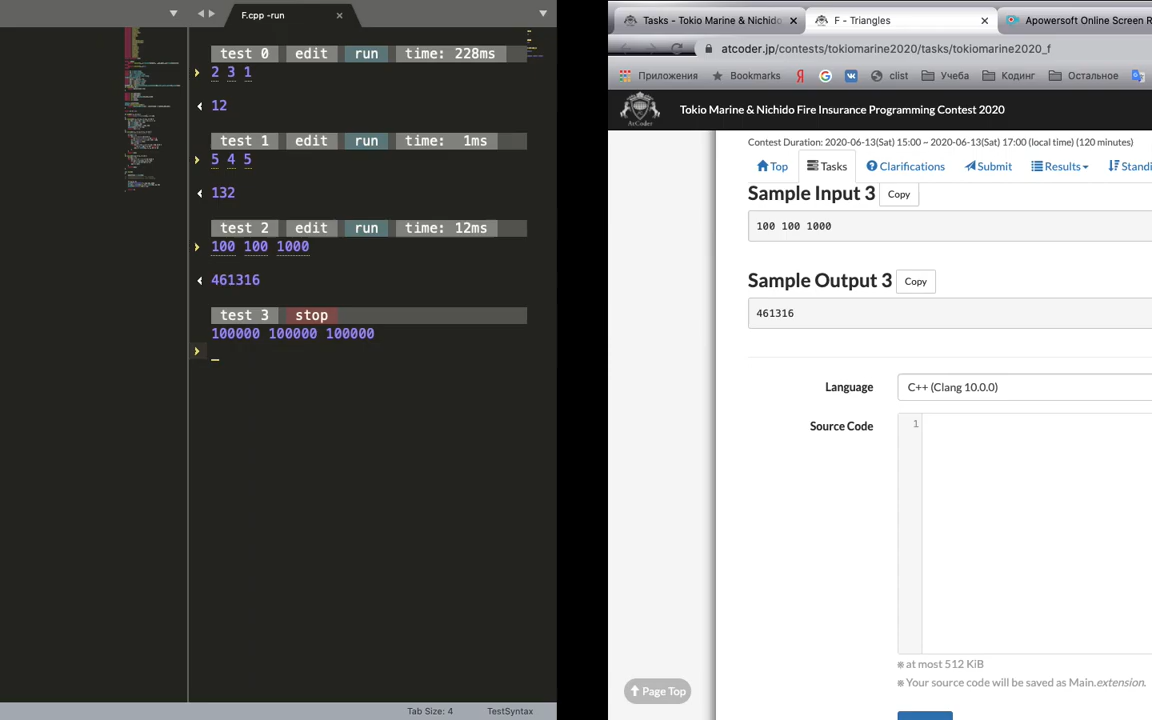 F.cpp -run
test 0 edit run time: 228ms
2 3 1
12
test 1 edit run time: 1ms
5 4 5
132
test 2 edit run time: 12ms
100 100 1000
461316
test 3 stop
100000 100000 100000
Tab Size: 4 TestSyntax
Tasks - Tokio Marine & Nichido
F - Triangles
Apowersoft Online Screen R
atcoder.jp/contests/tokiomarine2020/tasks/tokiomarine2020_f
Приложения Bookmarks clist Учеба Кодинг Остальное
AtCoder
Tokio Marine & Nichido Fire Insurance Programming Contest 2020
Contest Duration: 2020-06-13(Sat) 15:00 – 2020-06-13(Sat) 17:00 (local time) (120 minutes)
Top Tasks Clarifications Submit Results Standi
Sample Input 3 Copy
100 100 1000
Sample Output 3 Copy
461316
Language C++ (Clang 10.0.0)
Source Code 1
※ at most 512 KiB
※ Your source code will be saved as Main.extension.
Page Top